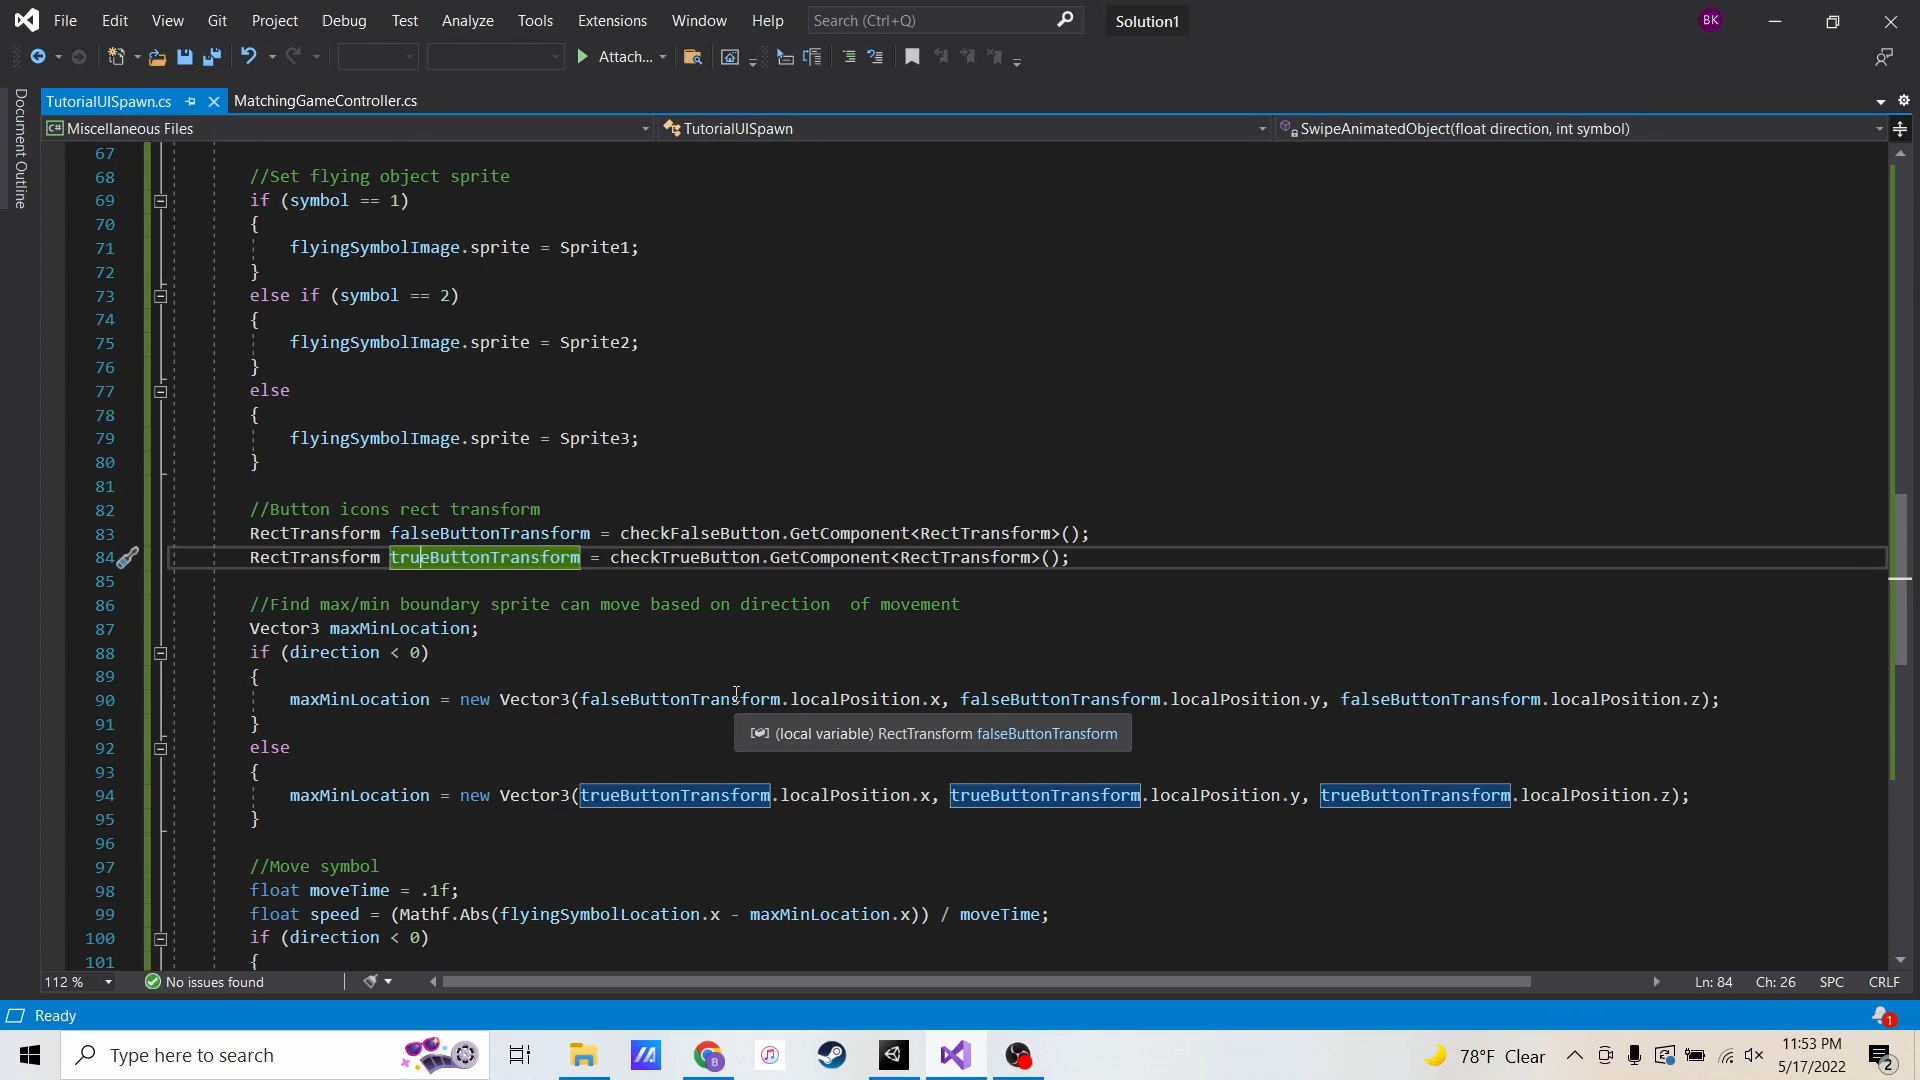 File Edit View Git Project Debug Test Analyze Tools Extensions Window Help Search (Ctrl+Q) Solution1 BK
Attach...
TutorialUISpawn.cs MatchingGameController.cs
Document Outline
C# Miscellaneous Files TutorialUISpawn SwipeAnimatedObject(float direction, int symbol)
67
68 //Set flying object sprite
69 if (symbol == 1)
70 {
71 flyingSymbolImage.sprite = Sprite1;
72 }
73 else if (symbol == 2)
74 {
75 flyingSymbolImage.sprite = Sprite2;
76 }
77 else
78 {
79 flyingSymbolImage.sprite = Sprite3;
80 }
81
82 //Button icons rect transform
83 RectTransform falseButtonTransform = checkFalseButton.GetComponent<RectTransform>();
84 RectTransform trueButtonTransform = checkTrueButton.GetComponent<RectTransform>();
85
86 //Find max/min boundary sprite can move based on direction  of movement
87 Vector3 maxMinLocation;
88 if (direction < 0)
89 {
90 maxMinLocation = new Vector3(falseButtonTransform.localPosition.x, falseButtonTransform.localPosition.y, falseButtonTransform.localPosition.z);
91 }
(local variable) RectTransform falseButtonTransform
92 else
93 {
94 maxMinLocation = new Vector3(trueButtonTransform.localPosition.x, trueButtonTransform.localPosition.y, trueButtonTransform.localPosition.z);
95 }
96
97 //Move symbol
98 float moveTime = .1f;
99 float speed = (Mathf.Abs(flyingSymbolLocation.x - maxMinLocation.x)) / moveTime;
100 if (direction < 0)
101 {
112 % No issues found Ln: 84 Ch: 26 SPC CRLF
Ready 1
Type here to search 78°F Clear 11:53 PM
5/17/2022 2